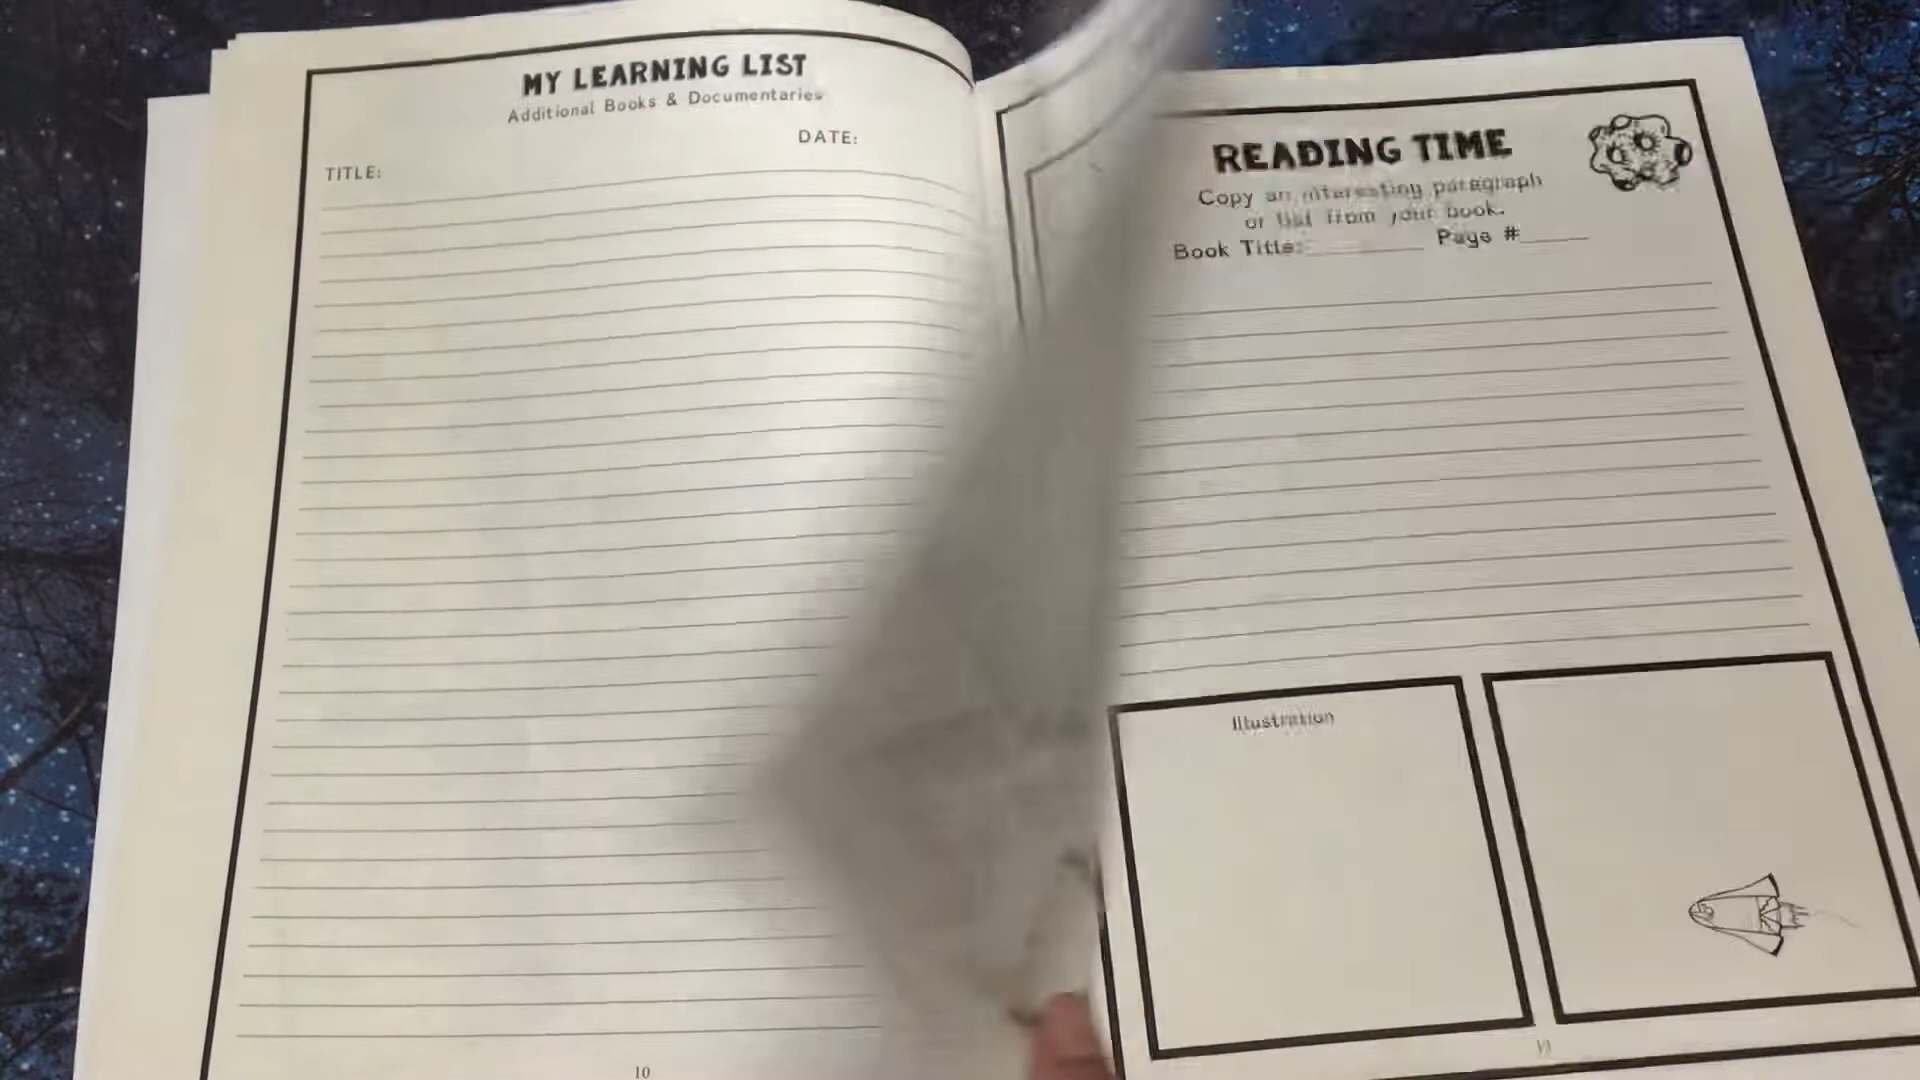 MY LEARNING LIST
Additional Books & Documentaries
DATE:
TITLE:
10
READING TIME
Copy an interesting paragraph
or list from your book.
Book Title: Page #
Illustration